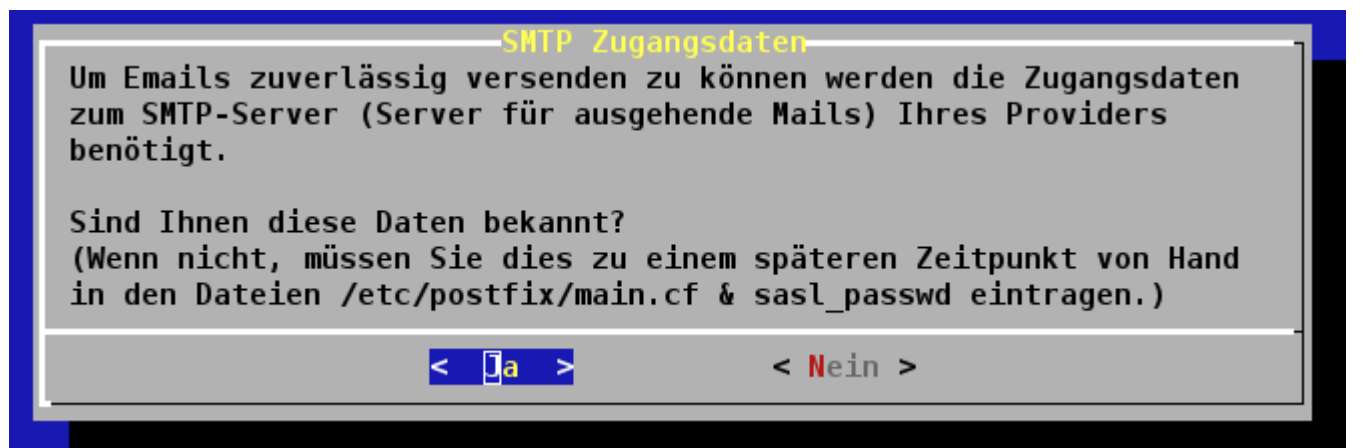 SMTP Zugangsdaten
Um Emails zuverlässig versenden zu können werden die Zugangsdaten
zum SMTP-Server (Server für ausgehende Mails) Ihres Providers
benötigt.
Sind Ihnen diese Daten bekannt?
(Wenn nicht, müssen Sie dies zu einem späteren Zeitpunkt von Hand
in den Dateien /etc/postfix/main.cf & sasl_passwd eintragen.)
< Ja > < Nein >